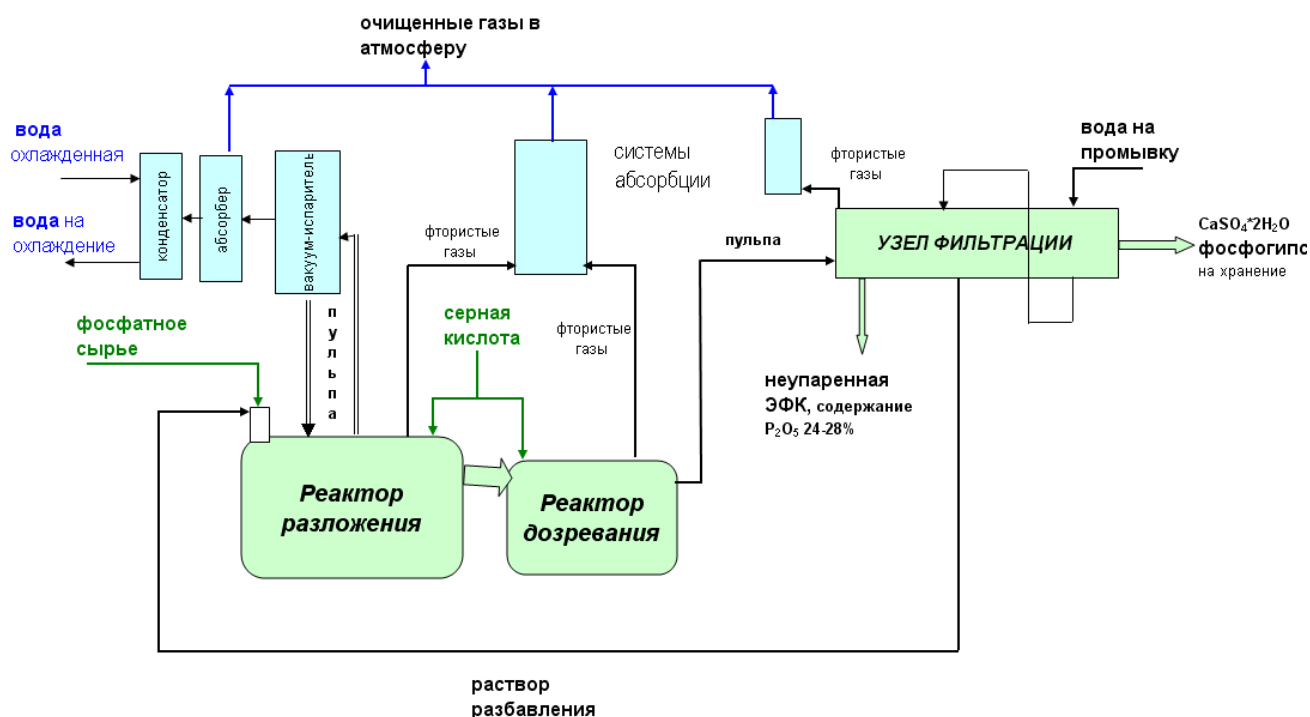 очищенные газы в
атмосферу
вода
охлажденная
вода на
охлаждение
конденсатор
абсорбер
вакуум-испаритель
системы
абсорбции
фтористые
газы
вода на
промывку
УЗЕЛ ФИЛЬТРАЦИИ
CaSO₄*2H₂O
фосфогипс
на хранение
фтористые
газы
пульпа
фосфатное
сырье
пульпа
серная
кислота
фтористые
газы
неупаренная
ЭФК, содержание
P₂O₅ 24-28%
Реактор
разложения
Реактор
дозревания
раствор
разбавления